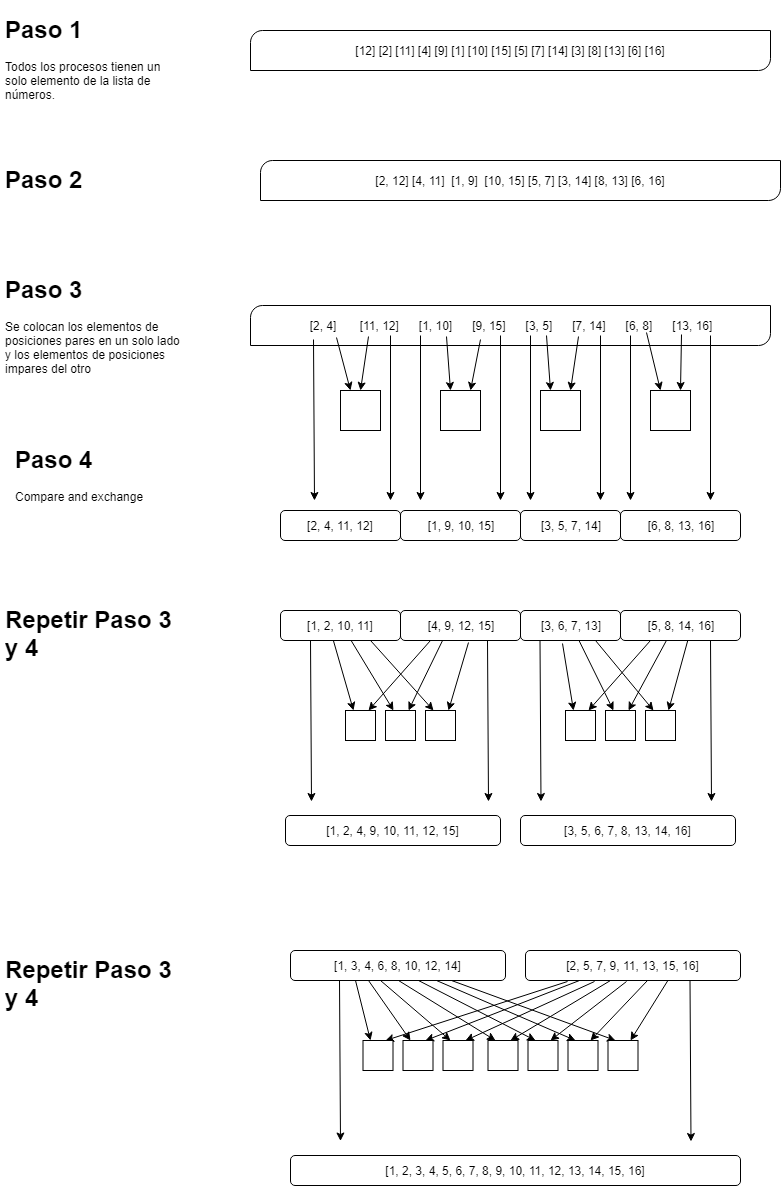 Paso 1
Todos los procesos tienen un
solo elemento de la lista de
números.
[12] [2] [11] [4] [9] [1] [10] [15] [5] [7] [14] [3] [8] [13] [6] [16]
Paso 2
[2, 12] [4, 11] [1, 9] [10, 15] [5, 7] [3, 14] [8, 13] [6, 16]
Paso 3
Se colocan los elementos de
posiciones pares en un solo lado
y los elementos de posiciones
impares del otro
[2, 4] [11, 12] [1, 10] [9, 15] [3, 5] [7, 14] [6, 8] [13, 16]
Paso 4
Compare and exchange
[2, 4, 11, 12] [1, 9, 10, 15] [3, 5, 7, 14] [6, 8, 13, 16]
Repetir Paso 3
y 4
[1, 2, 10, 11] [4, 9, 12, 15] [3, 6, 7, 13] [5, 8, 14, 16]
[1, 2, 4, 9, 10, 11, 12, 15] [3, 5, 6, 7, 8, 13, 14, 16]
Repetir Paso 3
y 4
[1, 3, 4, 6, 8, 10, 12, 14] [2, 5, 7, 9, 11, 13, 15, 16]
[1, 2, 3, 4, 5, 6, 7, 8, 9, 10, 11, 12, 13, 14, 15, 16]